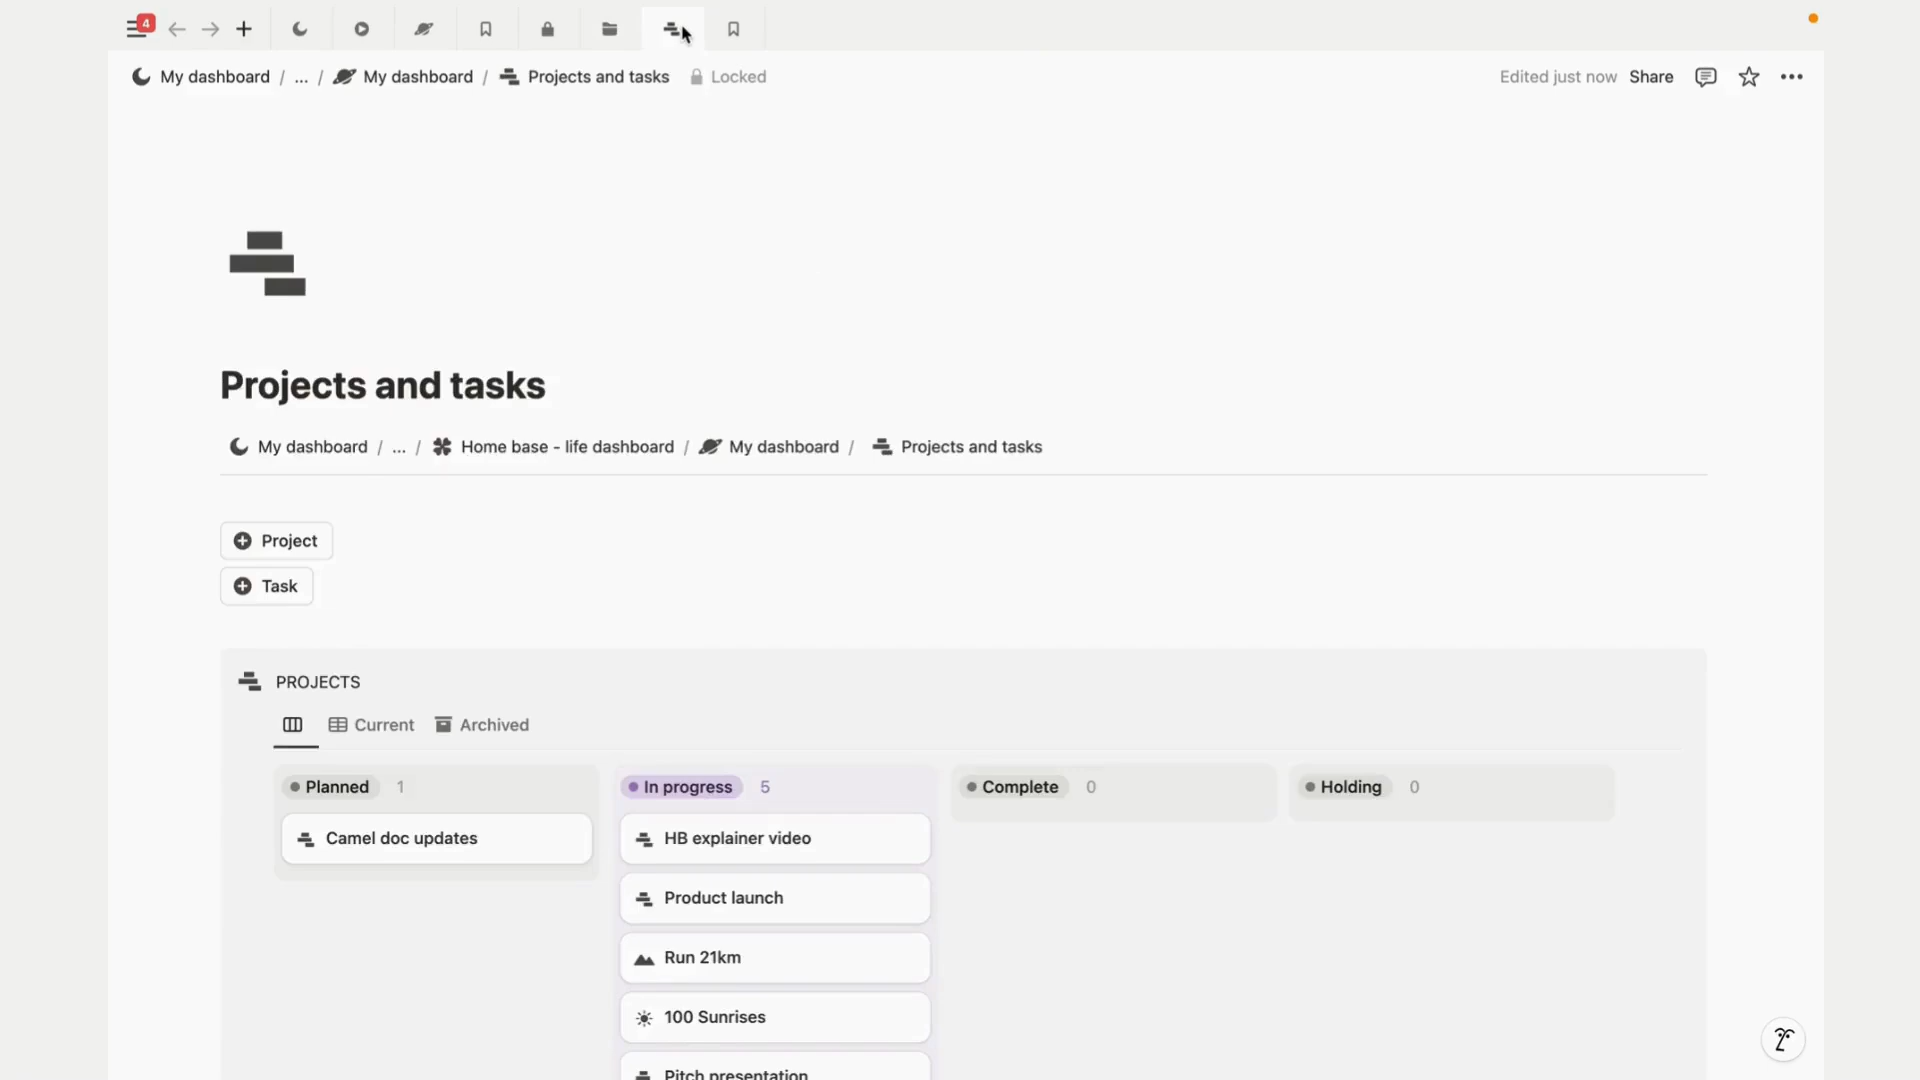 4
My dashboard / ... / My dashboard / Projects and tasks Locked
Edited just now Share
Projects and tasks
My dashboard / ... / Home base - life dashboard / My dashboard / Projects and tasks
Project
Task
PROJECTS
Current Archived
Planned 1 In progress 5 Complete 0 Holding 0
Camel doc updates HB explainer video
Product launch
Run 21km
100 Sunrises
Pitch presentation